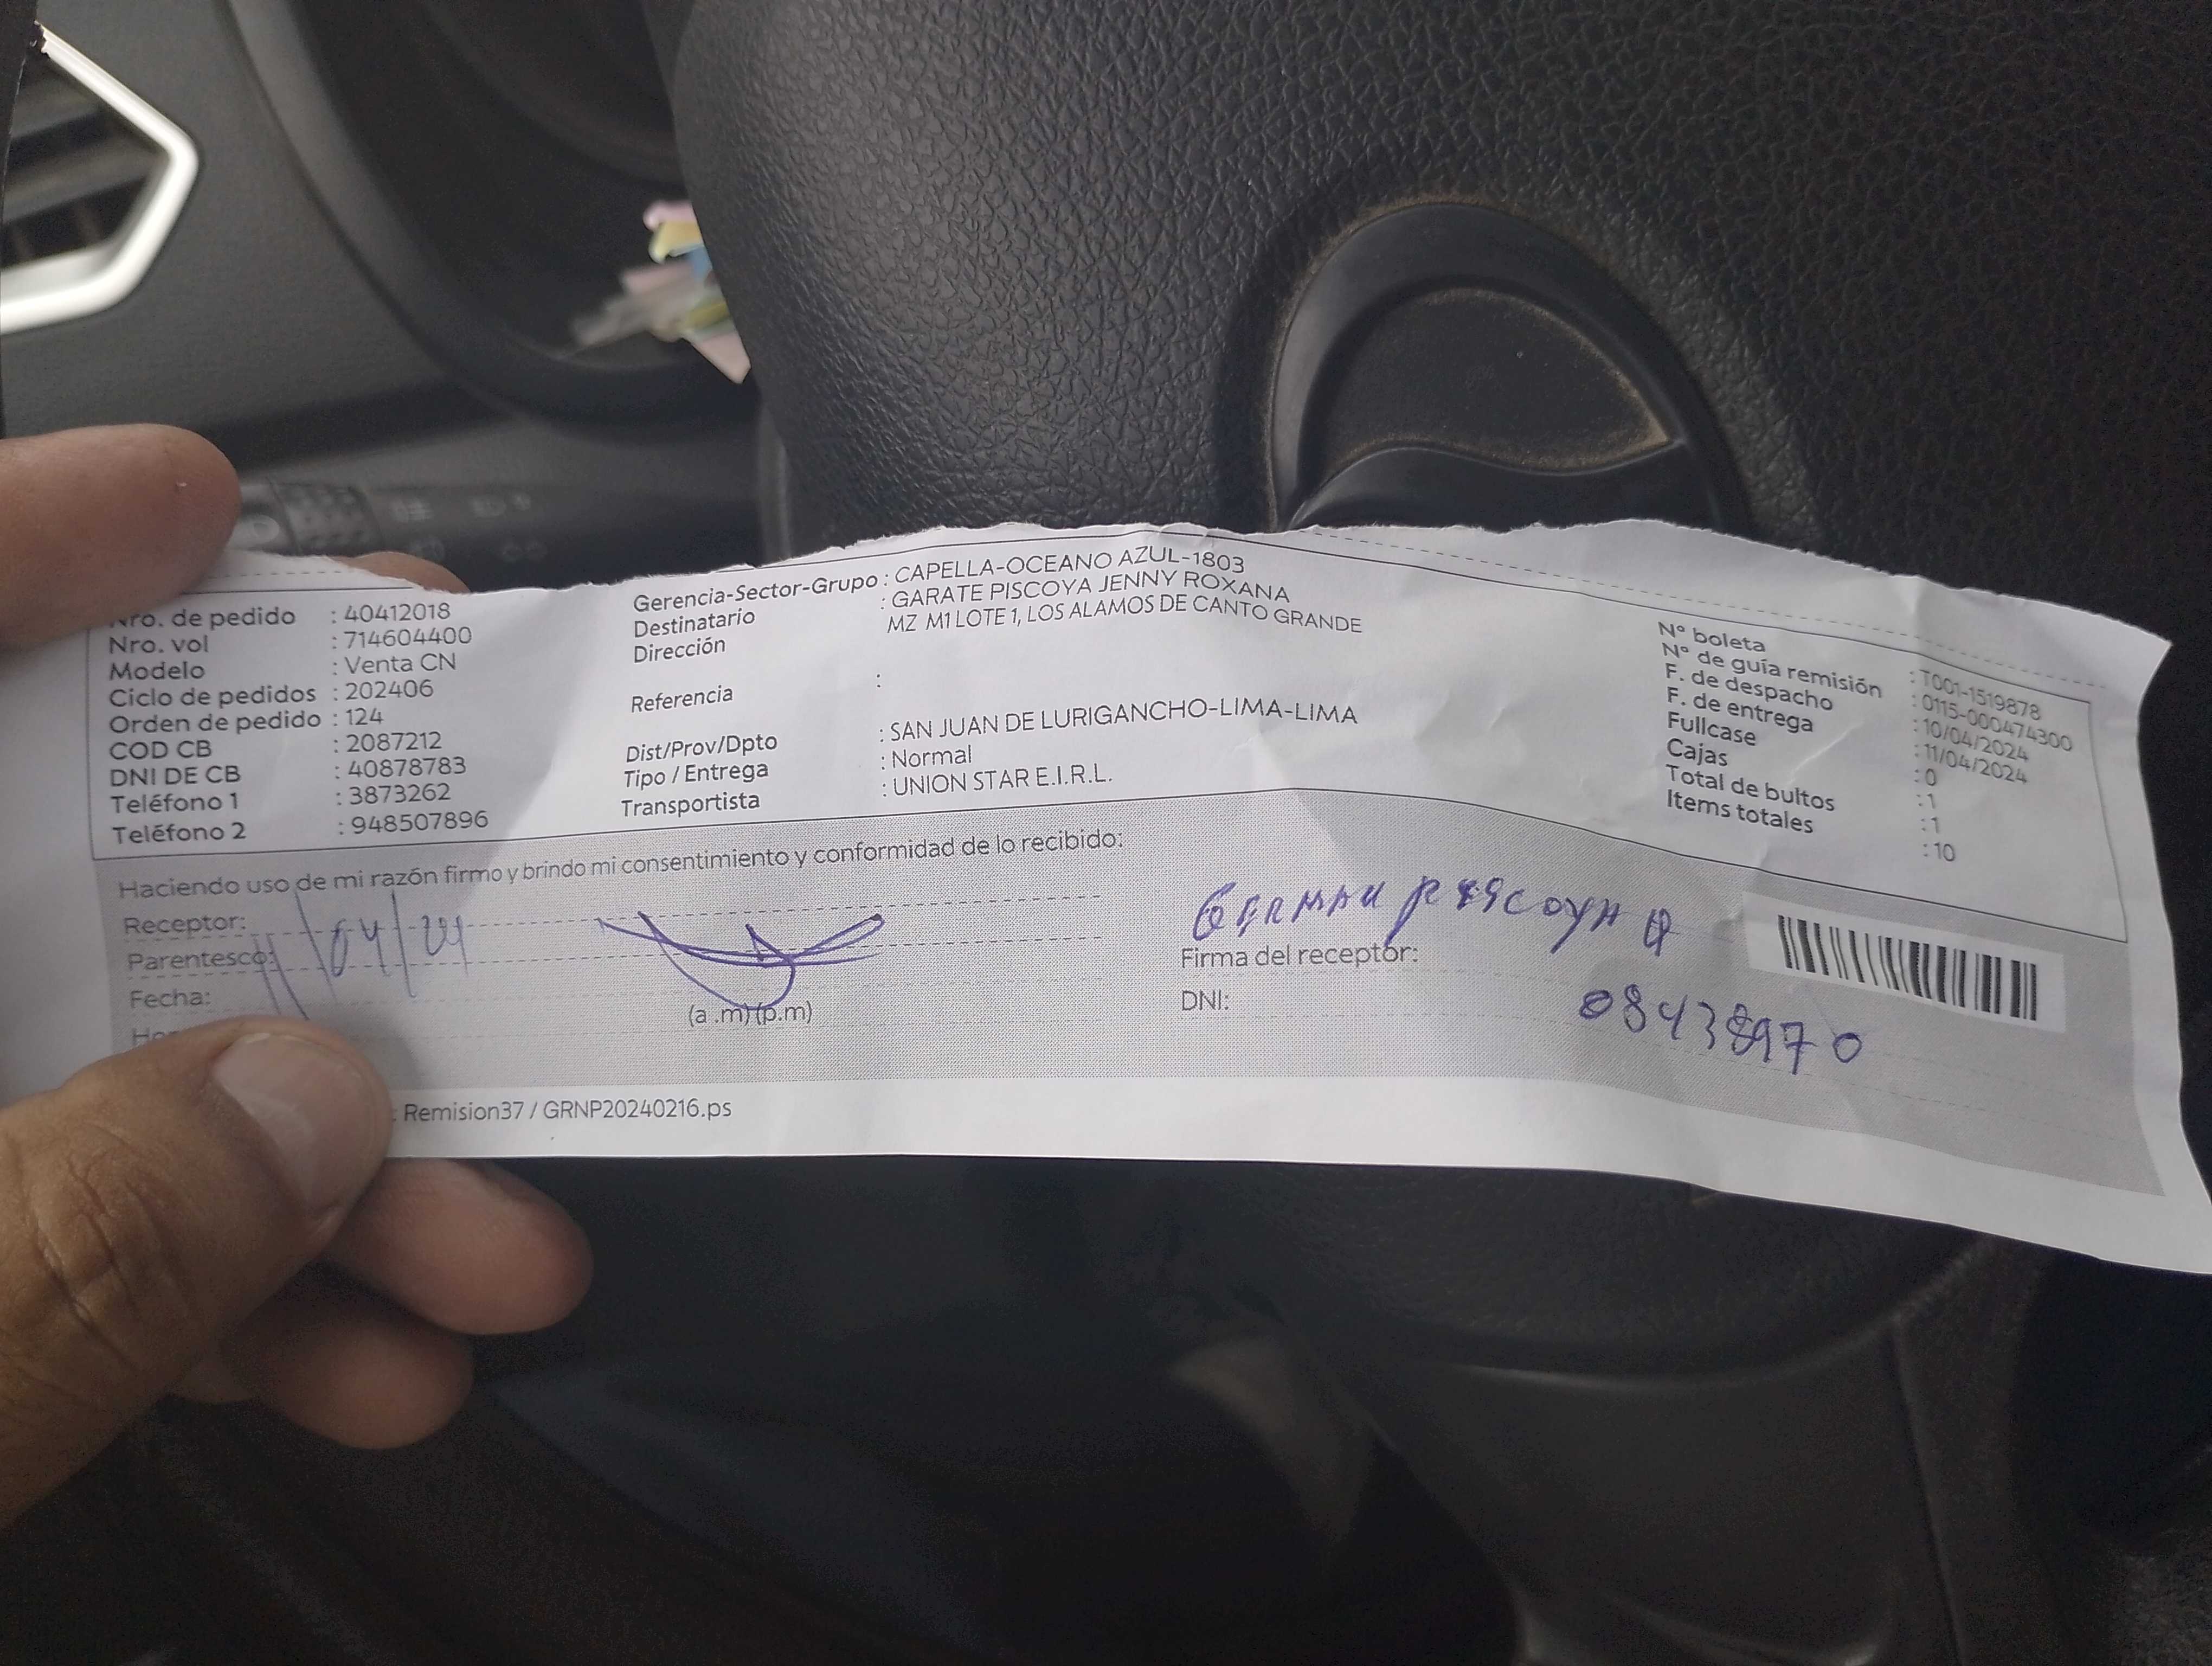 Nro. de pedido : 40412018
Nro. vol : 714604400
Modelo : Venta CN
Ciclo de pedidos : 202406
Orden de pedido : 124
COD CB : 2087212
DNI DE CB : 40878783
Teléfono 1 : 3873262
Teléfono 2 : 948507896
Gerencia-Sector-Grupo : CAPELLA-OCEANO AZUL-1803
Destinatario : GARATE PISCOYA JENNY ROXANA
Dirección MZ M1 LOTE 1, LOS ALAMOS DE CANTO GRANDE
Referencia :
Dist/Prov/Dpto : SAN JUAN DE LURIGANCHO-LIMA-LIMA
Tipo / Entrega : Normal
Transportista : UNION STAR E.I.R.L.
N° boleta : T001-1519878
N° de guía remisión : 0115-000474300
F. de despacho : 10/04/2024
F. de entrega : 11/04/2024
Fullcase : 0
Cajas : 1
Total de bultos : 1
Items totales : 10
Haciendo uso de mi razón firmo y brindo mi consentimiento y conformidad de lo recibido:
Receptor:
Parentesco:
Fecha: 11/04/24
(a .m) (p.m)
PISCOYA
Firma del receptor:
DNI: 08438970
: Remision37 / GRNP20240216.ps